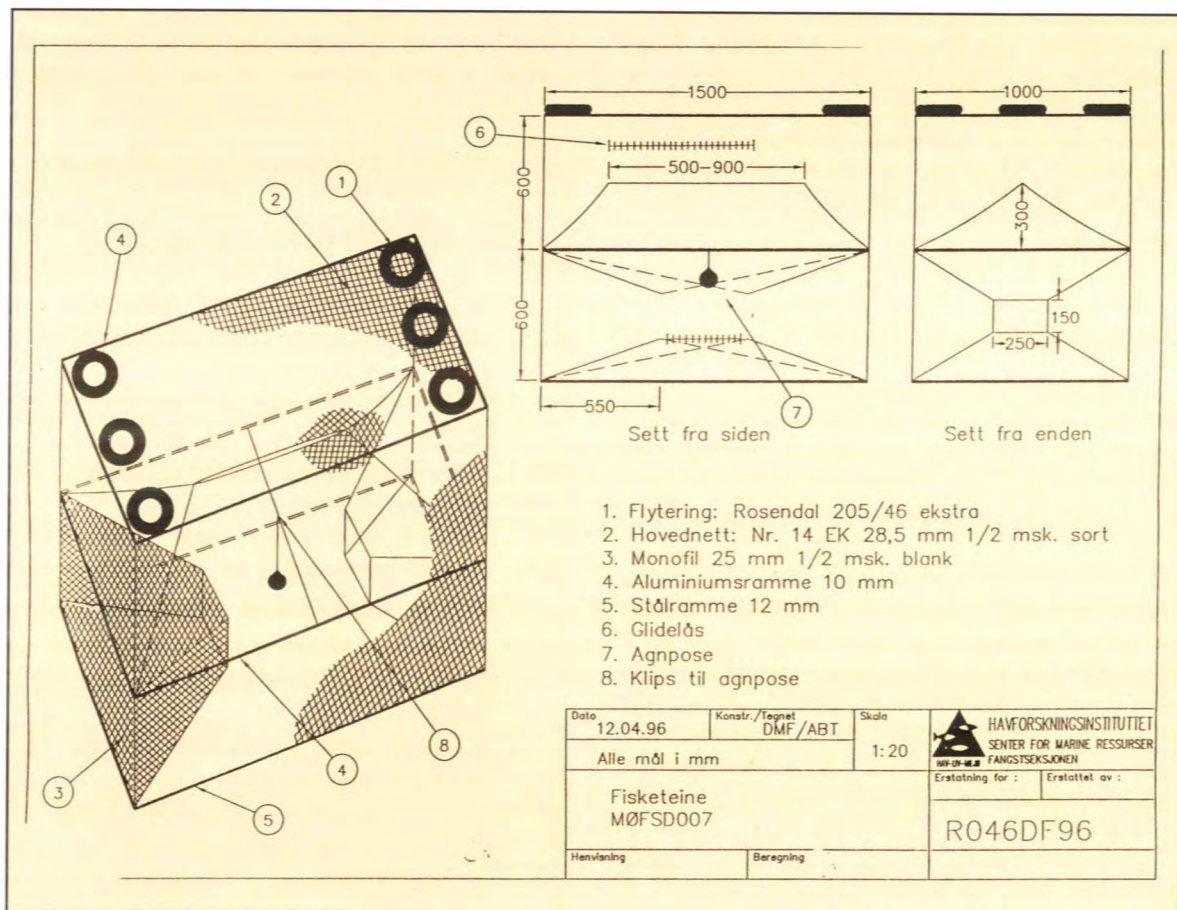 1500
1000
6
500-900
600
300
600
150
250
550
7
Sett fra siden
Sett fra enden
1
2
4
3
5
4
8
1. Flytering: Rosendal 205/46 ekstra
2. Hovednett: Nr. 14 EK 28,5 mm 1/2 msk. sort
3. Monofil 25 mm 1/2 msk. blank
4. Aluminiumsramme 10 mm
5. Stålramme 12 mm
6. Glidelås
7. Agnpose
8. Klips til agnpose
Dato
12.04.96
Konstr./Tegnet
DMF/ABT
Skala
1:20
Alle mål i mm
HAVFORSKNINGSINSTITUTTET
SENTER FOR MARINE RESSURSER
FANGSTSEKSJONEN
HAV-LIV-MILJØ
Erstatning for :
Erstattet av :
Fisketeine
MØFSD007
R046DF96
Henvisning
Beregning